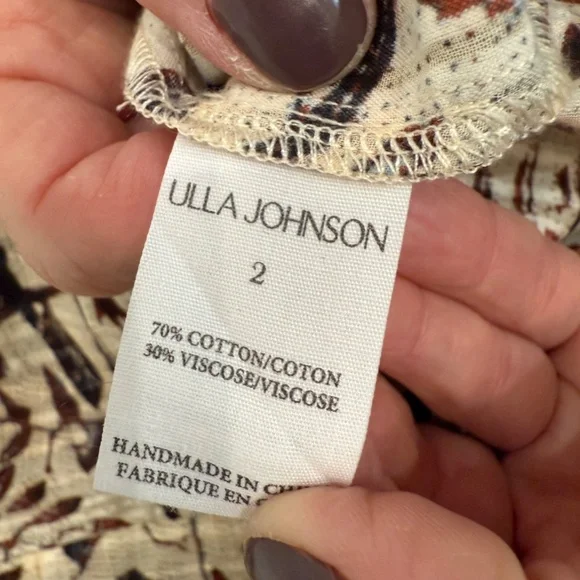 ULLA JOHNSON
2
70% COTTON/COTON
30% VISCOSE/VISCOSE
HANDMADE IN
FABRIQUE EN